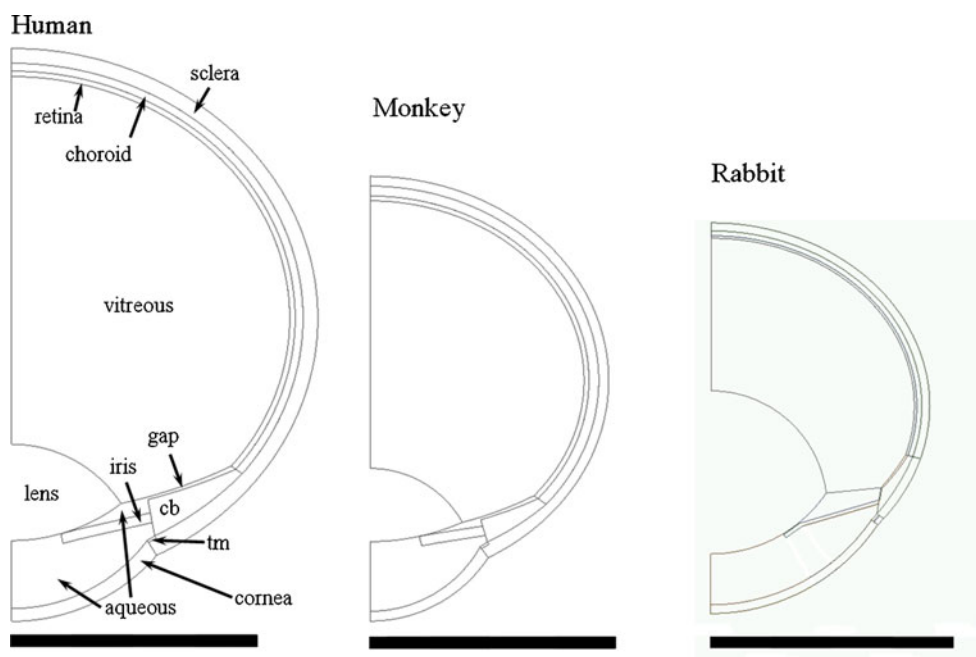 Human
sclera
retina
choroid
Monkey
Rabbit
vitreous
gap
iris
lens
cb
tm
aqueous
cornea